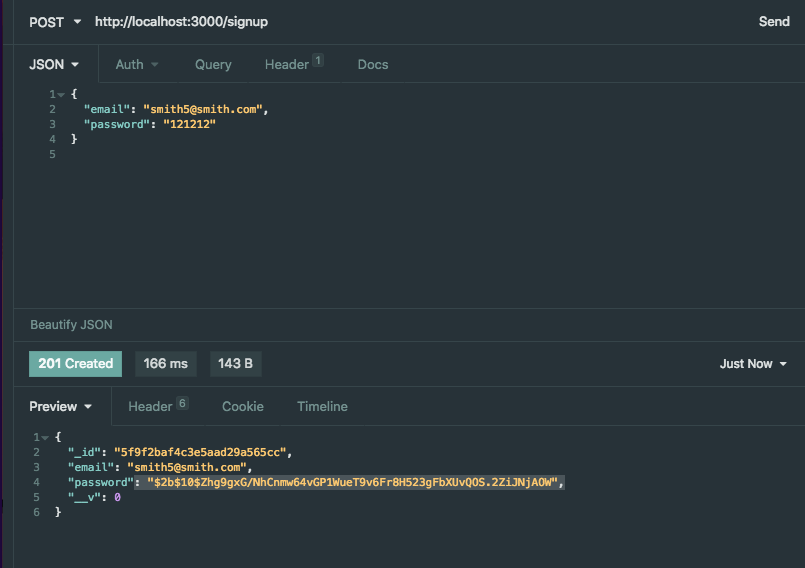 POST http://localhost:3000/signup Send
JSON Auth Query Header 1 Docs
1 {
2 "email": "smith5@smith.com",
3 "password": "121212"
4 }
5
Beautify JSON
201 Created 166 ms 143 B Just Now
Preview Header 6 Cookie Timeline
1 {
2 "_id": "5f9f2baf4c3e5aad29a565cc",
3 "email": "smith5@smith.com",
4 "password": "$2b$10$Zhg9gxG/NhCnmw64vGP1WueT9v6Fr8H523gFbXUvQOS.2ZiJNjAOW",
5 "__v": 0
6 }